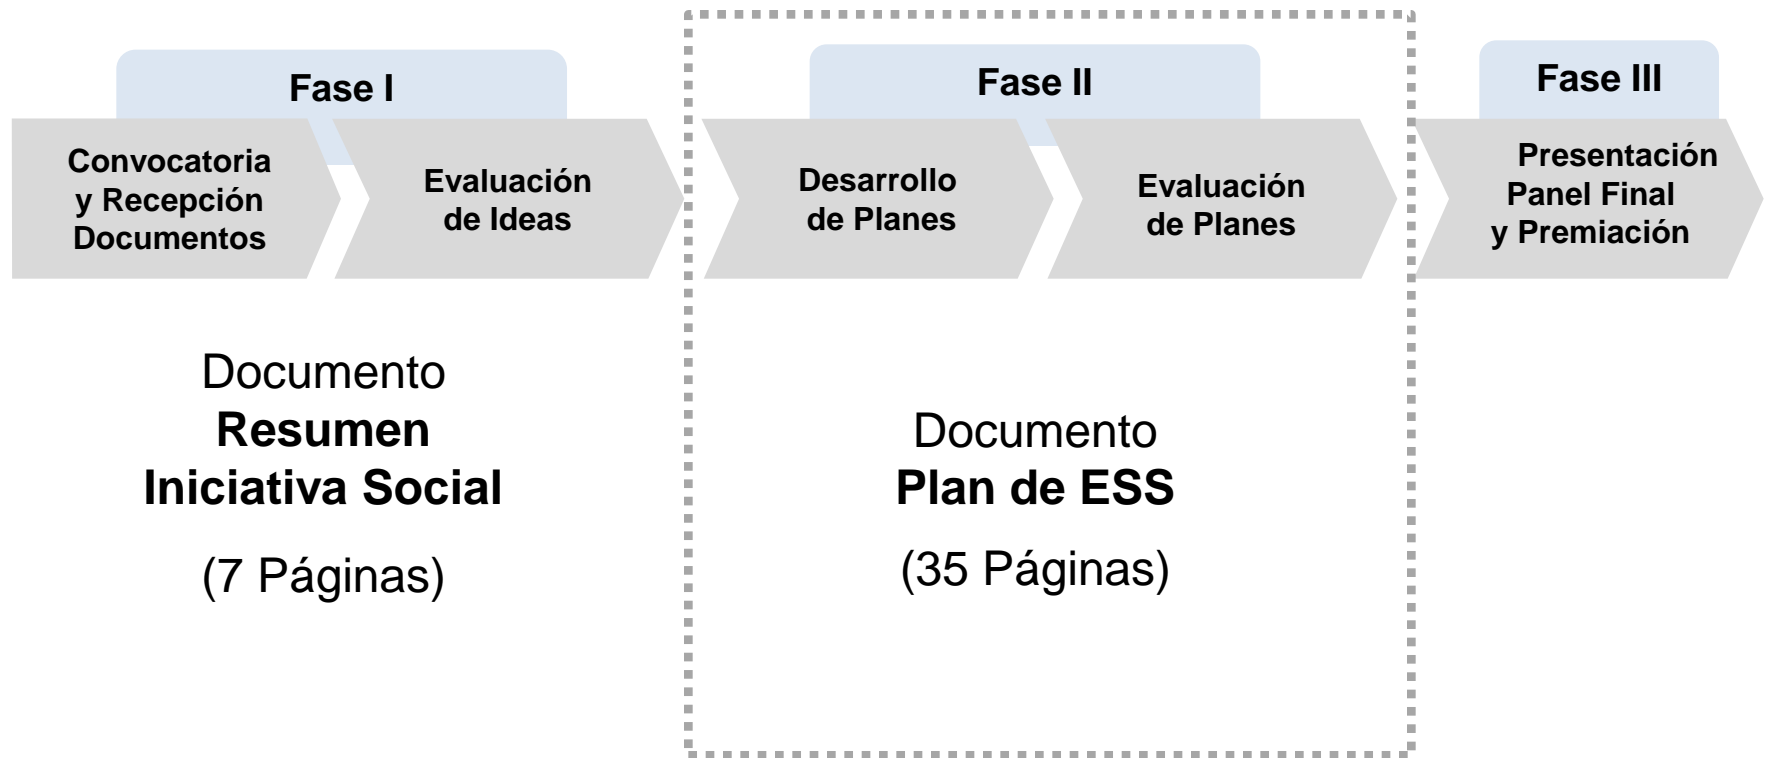 Fase I
Convocatoria
y Recepción
Documentos
Evaluación
de Ideas
Documento
Resumen
Iniciativa Social
(7 Páginas)
Fase II
Desarrollo
de Planes
Evaluación
de Planes
Documento
Plan de ESS
(35 Páginas)
Fase III
Presentación
Panel Final
y Premiación